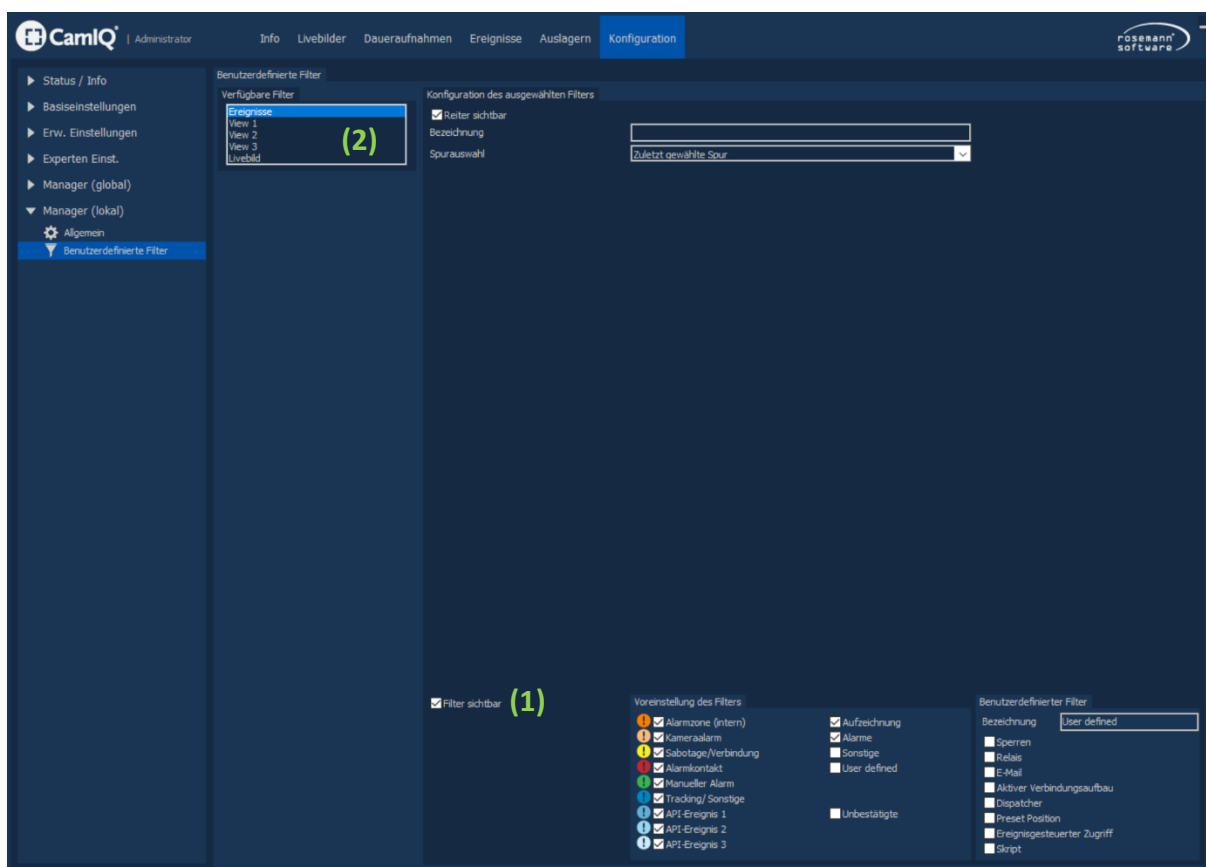 CamIQ | Administrator Info Livebilder Daueraufnahmen Ereignisse Auslagern Konfiguration
rosemann
software
Status / Info
Basiseinstellungen
Erw. Einstellungen
Experten Einst.
Manager (global)
Manager (lokal)
Allgemein
Benutzerdefinierte Filter
Benutzerdefinierte Filter
Verfügbare Filter
Ereignisse
View 1
View 2
View 3
Livebild
(2)
Konfiguration des ausgewählten Filters
Reiter sichtbar
Bezeichnung
Spurauswahl Zuletzt gewählte Spur
Filter sichtbar (1)
Voreinstellung des Filters
Alarmzone (intern)
Kameraalarm
Sabotage/Verbindung
Alarmkontakt
Manueller Alarm
Tracking/ Sonstige
API-Ereignis 1
API-Ereignis 2
API-Ereignis 3
Aufzeichnung
Alarme
Sonstige
User defined
Unbestätigte
Benutzerdefinierter Filter
Bezeichnung User defined
Sperren
Relais
E-Mail
Aktiver Verbindungsaufbau
Dispatcher
Preset Position
Ereignisgesteuerter Zugriff
Skript